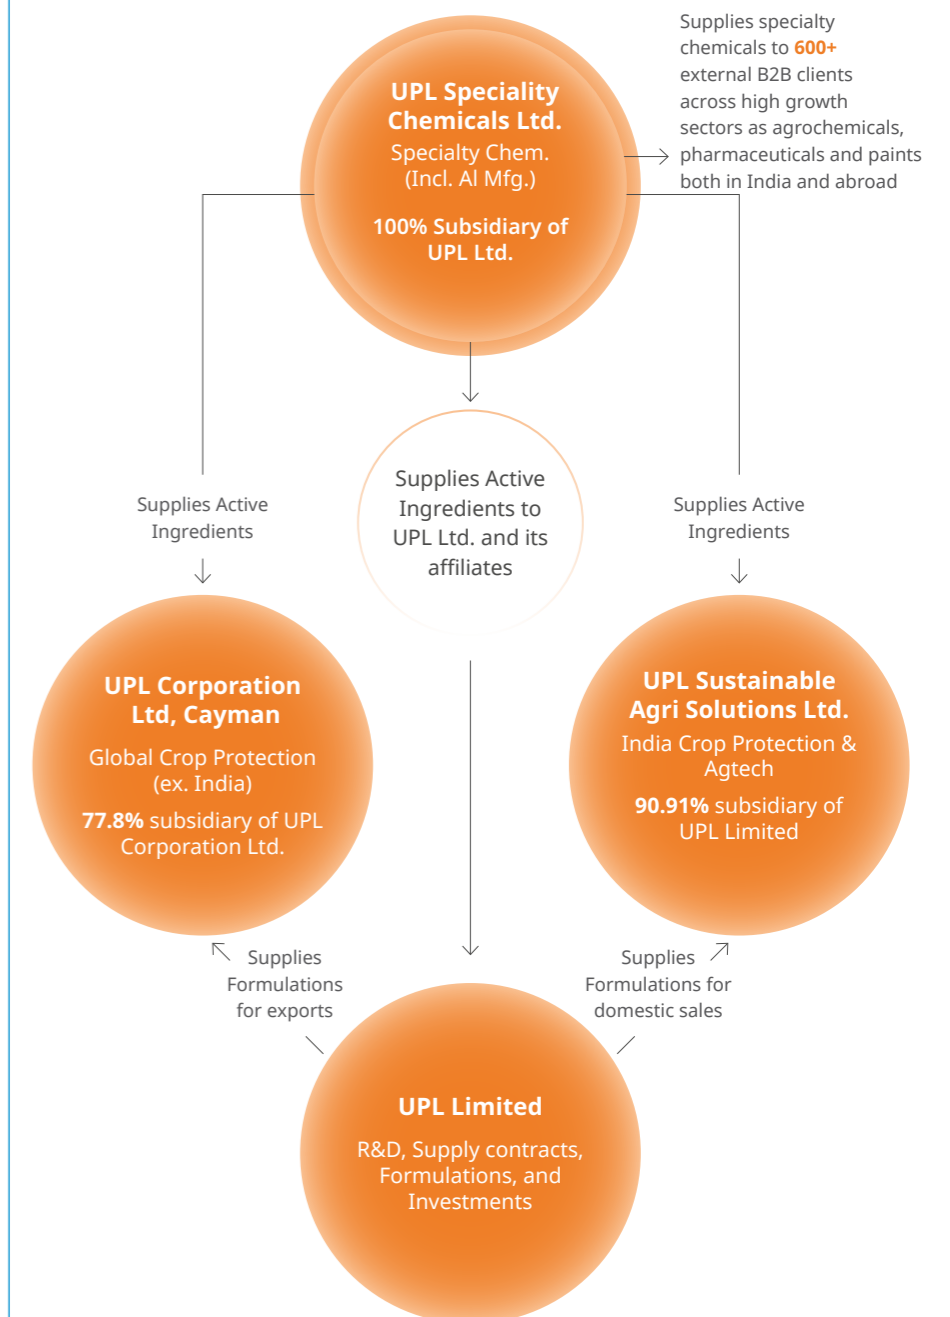 UPL Speciality
Chemicals Ltd.
Specialty Chem.
(Incl. AI Mfg.)
100% Subsidiary of
UPL Ltd.
Supplies specialty
chemicals to 600+
external B2B clients
across high growth
sectors as agrochemicals,
pharmaceuticals and paints
both in India and abroad
Supplies Active
Ingredients
Supplies Active
Ingredients to
UPL Ltd. and its
affiliates
Supplies Active
Ingredients
UPL Corporation
Ltd, Cayman
Global Crop Protection
(ex. India)
77.8% subsidiary of UPL
Corporation Ltd.
UPL Sustainable
Agri Solutions Ltd.
India Crop Protection &
Agtech
90.91% subsidiary of
UPL Limited
Supplies
Formulations
for exports
Supplies
Formulations for
domestic sales
UPL Limited
R&D, Supply contracts,
Formulations, and
Investments